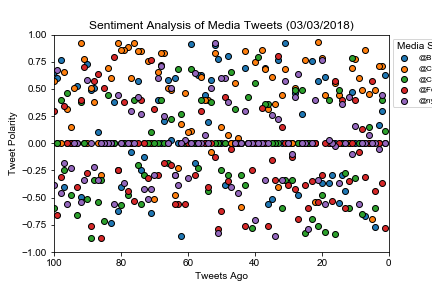 Sentiment Analysis of Media Tweets (03/03/2018)
Media S
@B
@C
@C
@F
@ny
Tweet Polarity
1.00
0.75
0.50
0.25
0.00
−0.25
−0.50
−0.75
−1.00
100
80
60
40
20
0
Tweets Ago